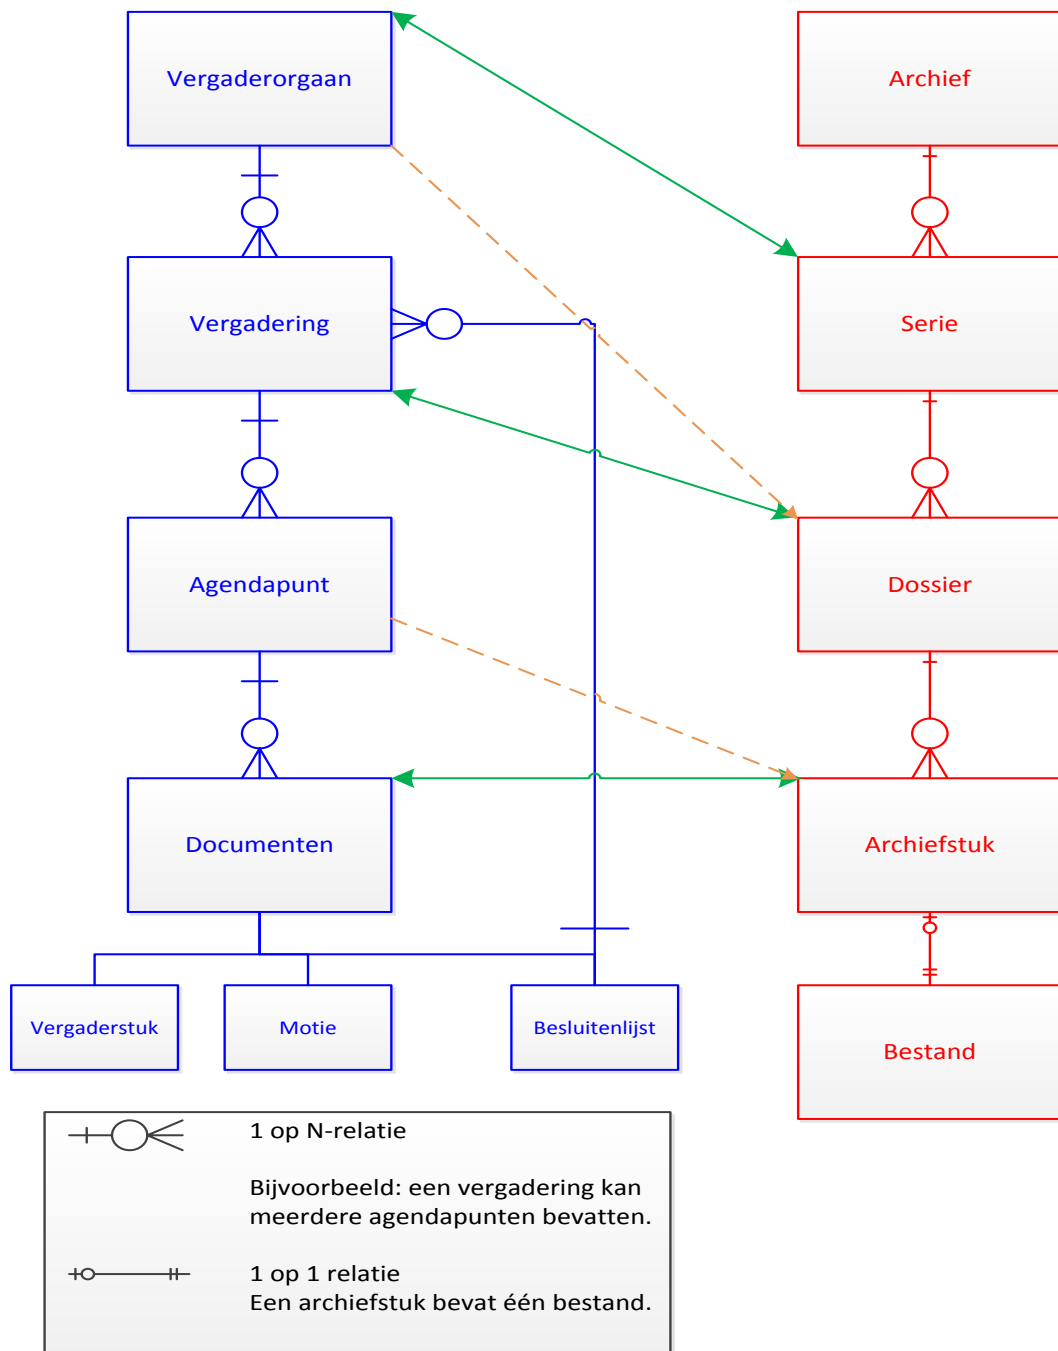 Vergaderorgaan
Archief
Vergadering
Serie
Agendapunt
Dossier
Documenten
Archiefstuk
Vergaderstuk
Motie
Besluitenlijst
Bestand
1 op N-relatie
Bijvoorbeeld: een vergadering kan
meerdere agendapunten bevatten.
1 op 1 relatie
Een archiefstuk bevat één bestand.